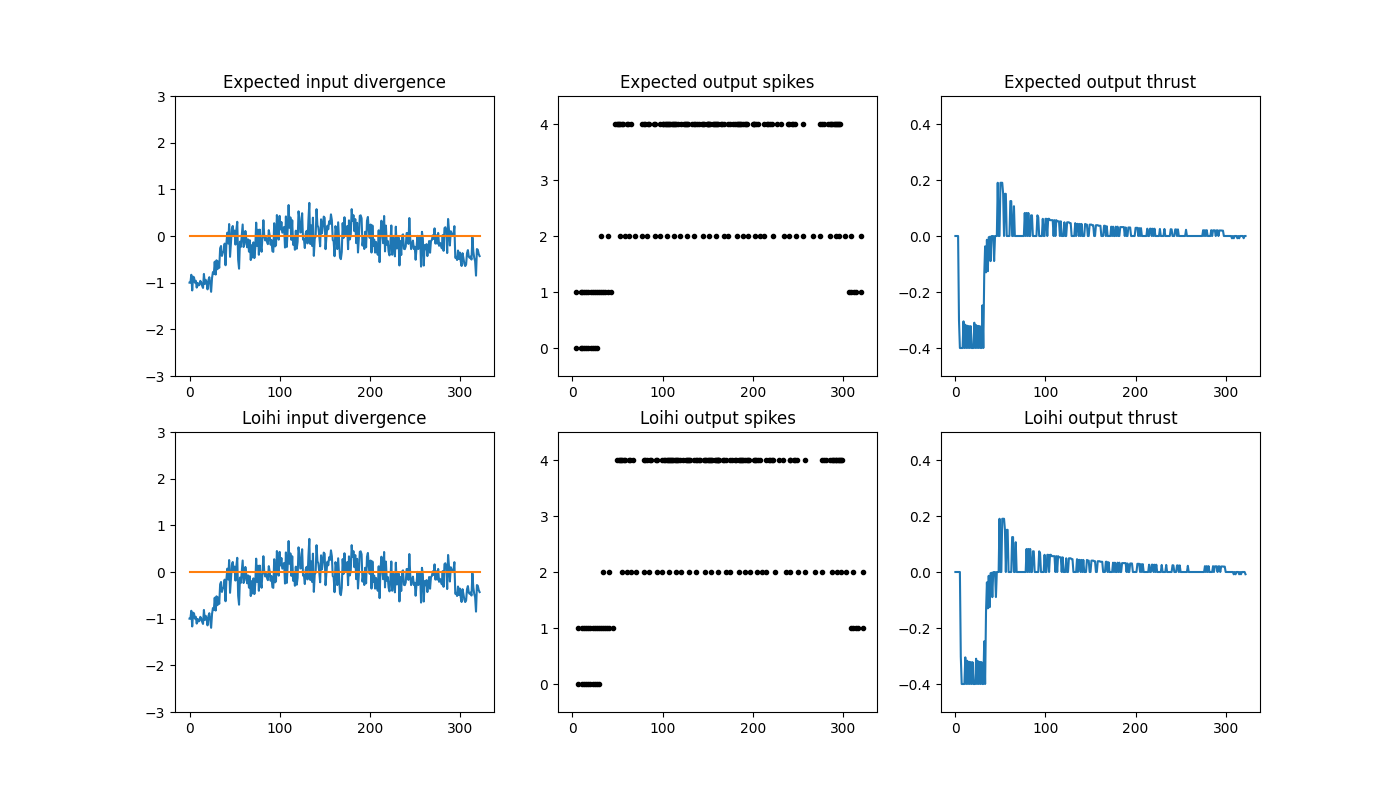 Expected input divergence
3
2
1
0
−1
−2
−3
0 100 200 300
Expected output spikes
4
3
2
1
0
0 100 200 300
Expected output thrust
0.4
0.2
0.0
−0.2
−0.4
0 100 200 300
Loihi input divergence
3
2
1
0
−1
−2
−3
0 100 200 300
Loihi output spikes
4
3
2
1
0
0 100 200 300
Loihi output thrust
0.4
0.2
0.0
−0.2
−0.4
0 100 200 300